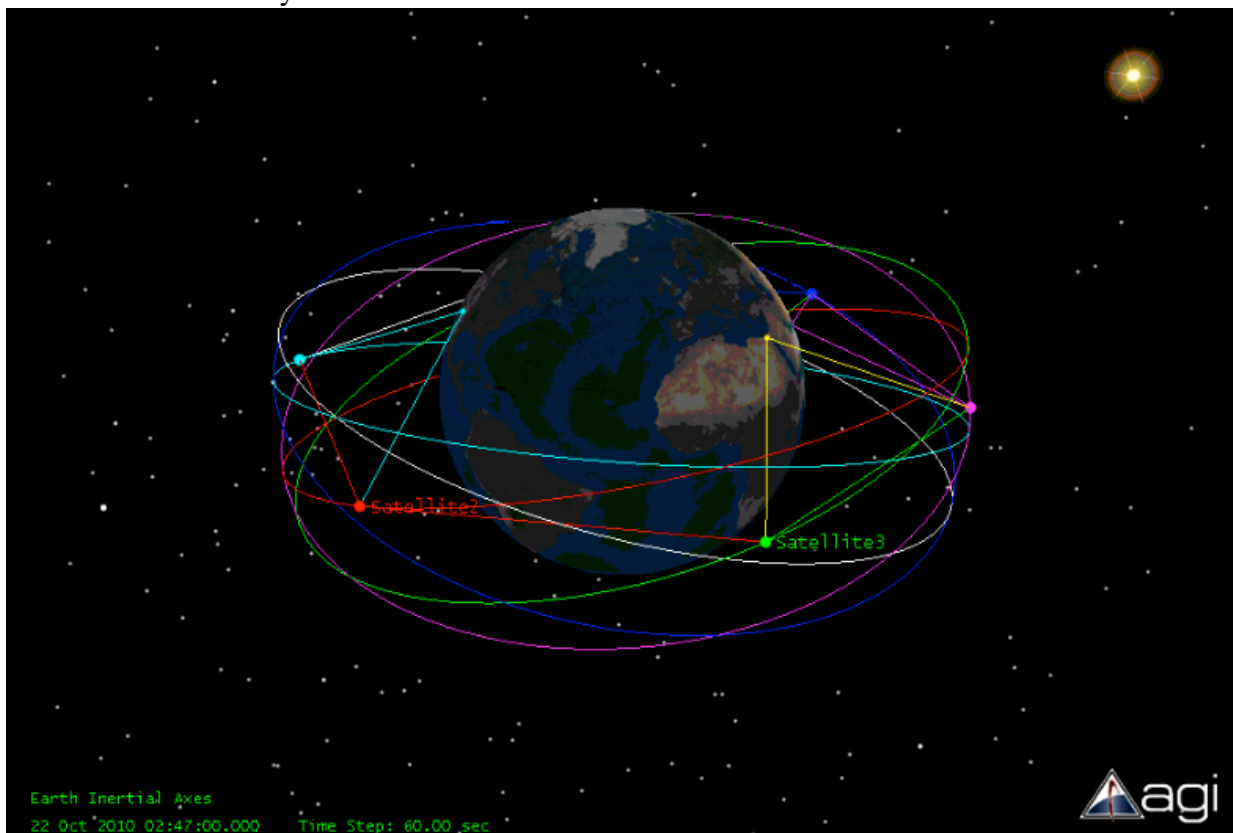 Satellite2
Satellite3
Earth Inertial Axes
22 Oct 2010 02:47:00.000 Time Step: 60.00 sec
agi